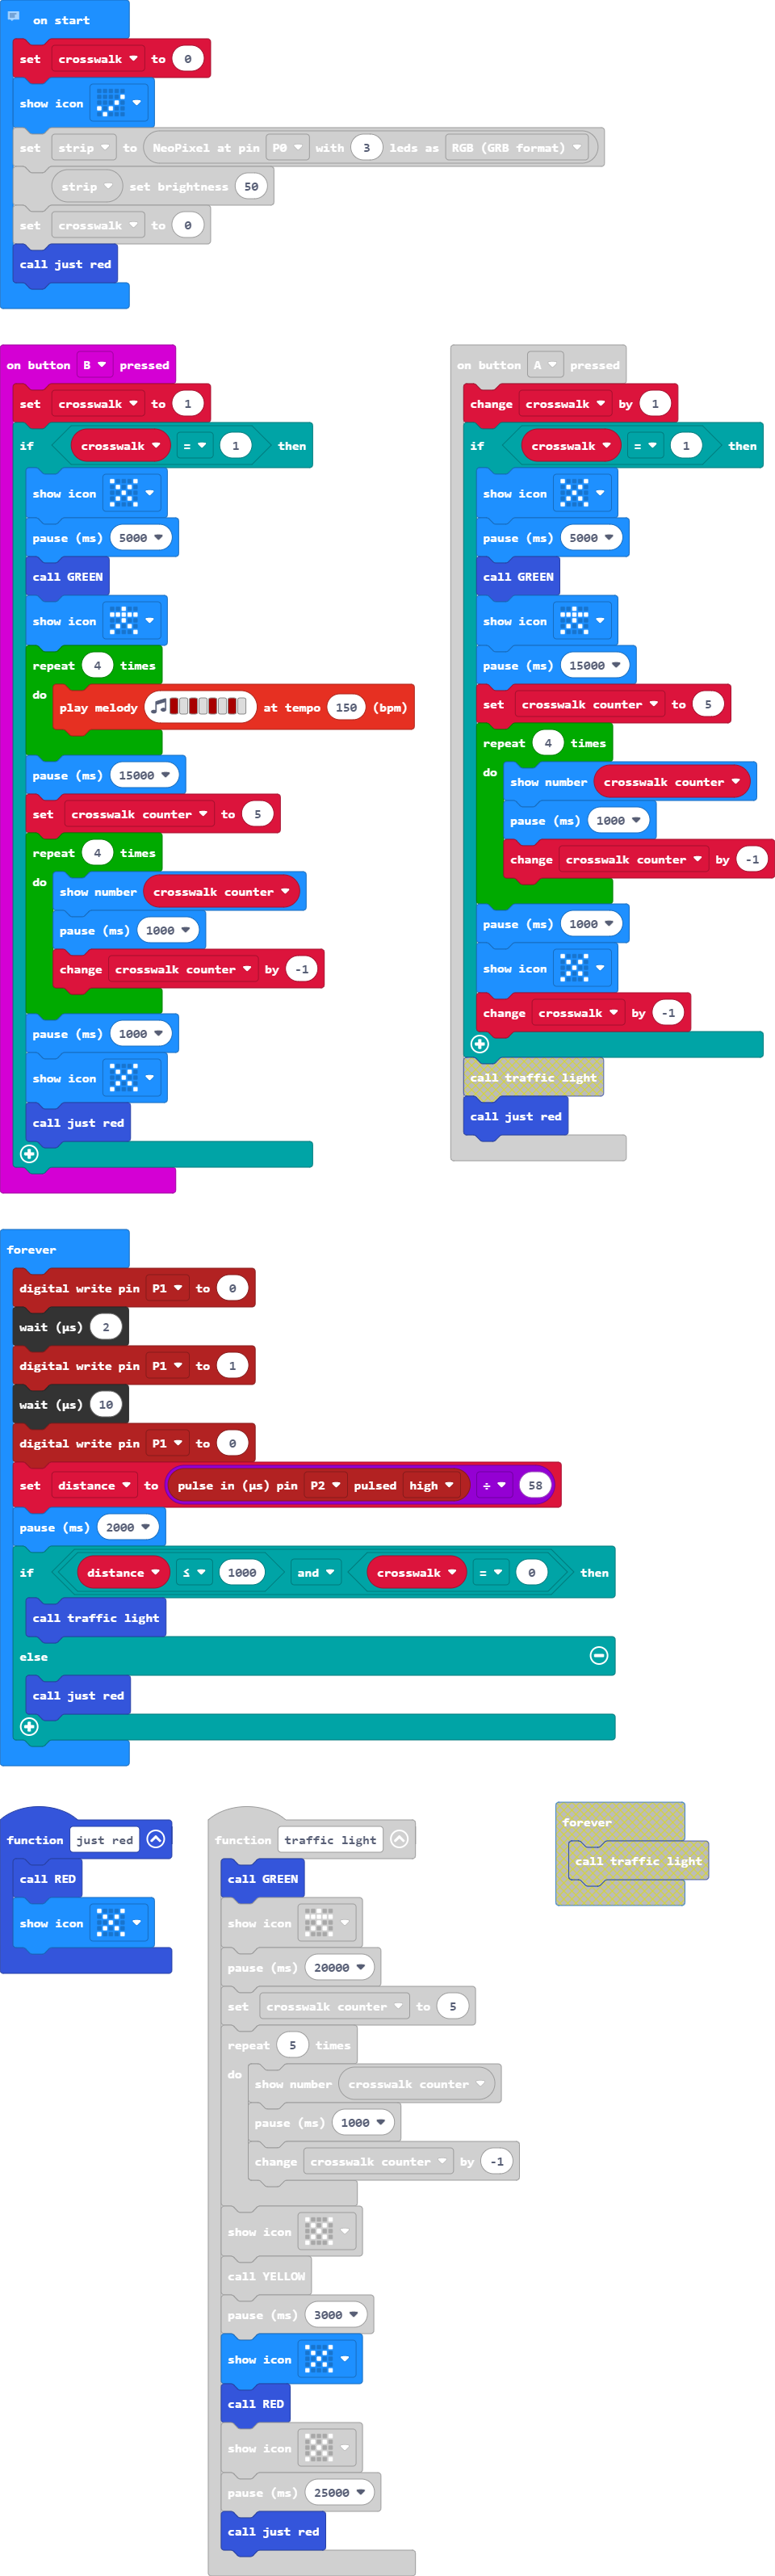 on start
set crosswalk to 0
show icon
set strip to NeoPixel at pin P0 with 3 leds as RGB (GRB format)
strip set brightness 50
set crosswalk to 0
call just red
on button B pressed
set crosswalk to 1
if crosswalk = 1 then
show icon
pause (ms) 5000
call GREEN
show icon
repeat 4 times
do play melody at tempo 150 (bpm)
pause (ms) 15000
set crosswalk counter to 5
repeat 4 times
do show number crosswalk counter
pause (ms) 1000
change crosswalk counter by -1
pause (ms) 1000
show icon
call just red
on button A pressed
change crosswalk by 1
if crosswalk = 1 then
show icon
pause (ms) 5000
call GREEN
show icon
pause (ms) 15000
set crosswalk counter to 5
repeat 4 times
do show number crosswalk counter
pause (ms) 1000
change crosswalk counter by -1
pause (ms) 1000
show icon
change crosswalk by -1
call traffic light
call just red
forever
digital write pin P1 to 0
wait (µs) 2
digital write pin P1 to 1
wait (µs) 10
digital write pin P1 to 0
set distance to pulse in (µs) pin P2 pulsed high ÷ 58
pause (ms) 2000
if distance ≤ 1000 and crosswalk = 0 then
call traffic light
else
call just red
function just red
call RED
show icon
function traffic light
call GREEN
show icon
pause (ms) 20000
set crosswalk counter to 5
repeat 5 times
do show number crosswalk counter
pause (ms) 1000
change crosswalk counter by -1
show icon
call YELLOW
pause (ms) 3000
show icon
call RED
show icon
pause (ms) 25000
call just red
forever
call traffic light